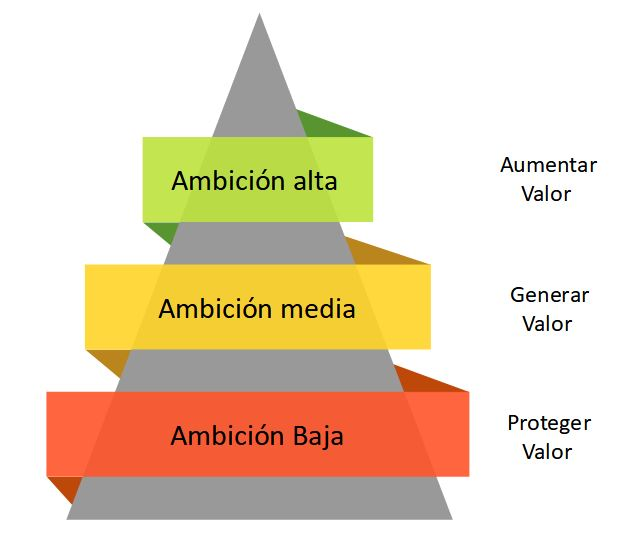 Ambición alta
Aumentar
Valor
Ambición media
Generar
Valor
Ambición Baja
Proteger
Valor